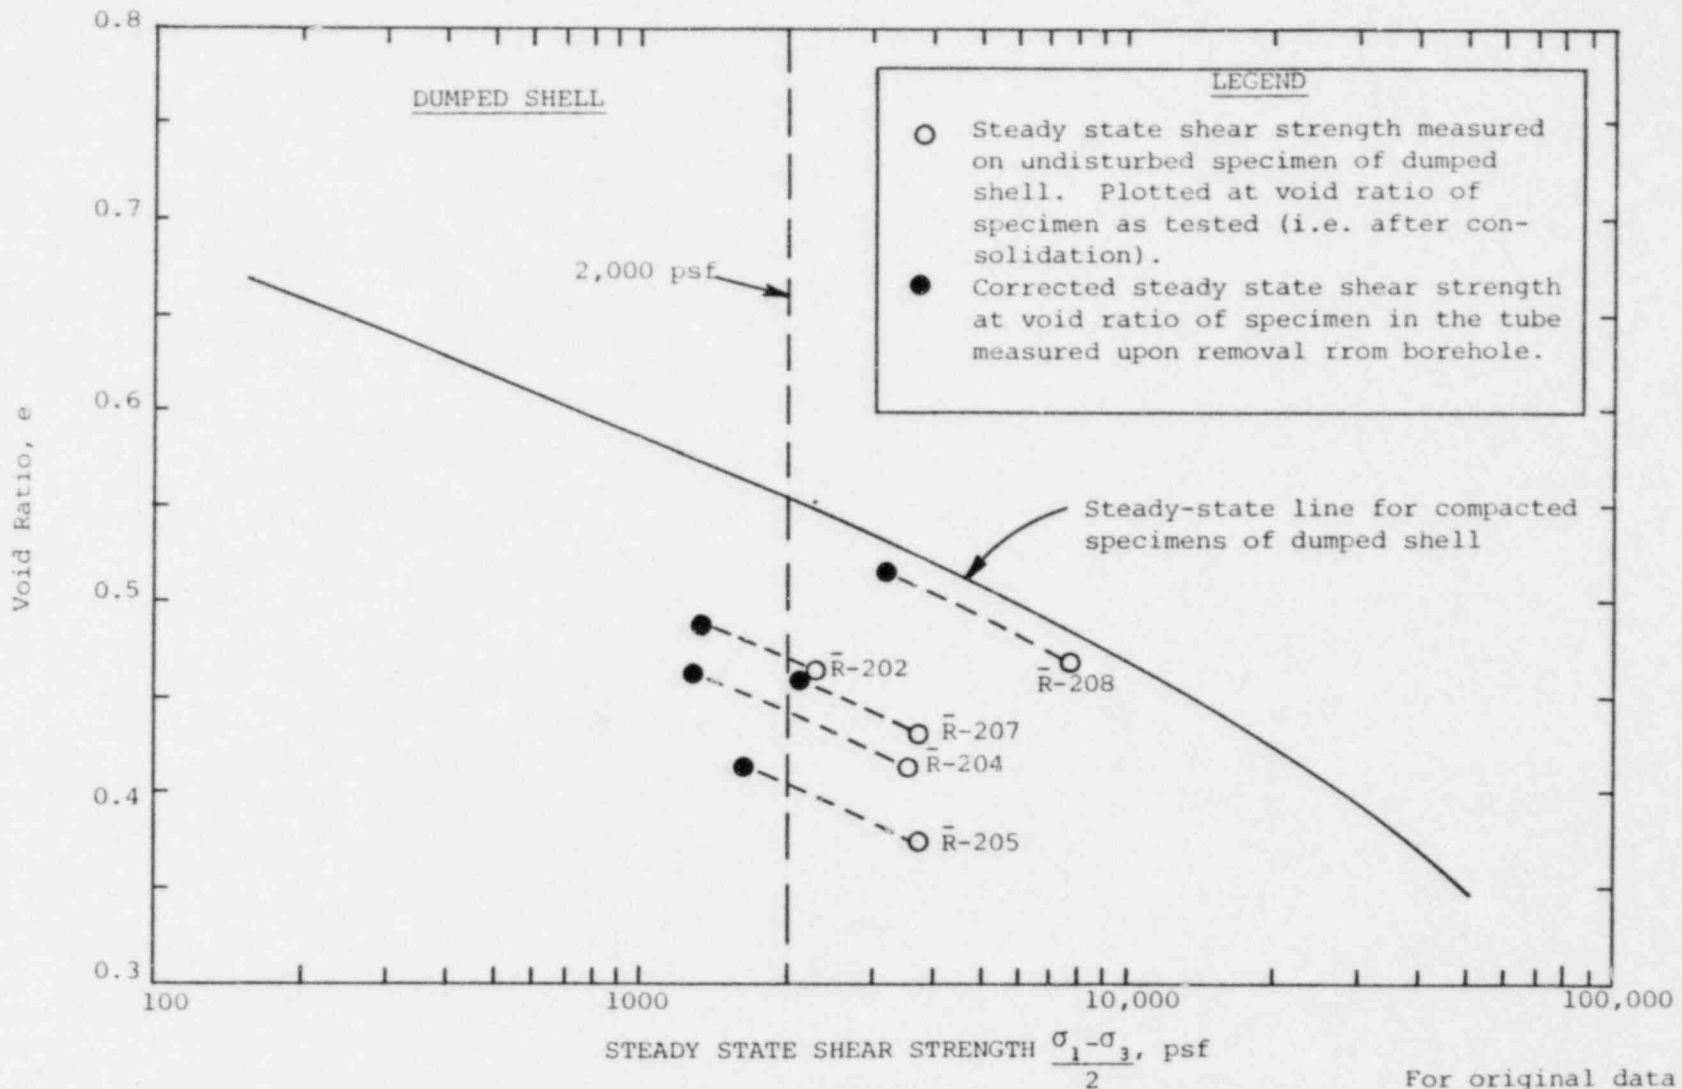 0.8
0.7
0.6
0.5
0.4
0.3
Void Ratio, e
DUMPED SHELL
2,000 psf
LEGEND
Steady state shear strength measured
on undisturbed specimen of dumped
shell. Plotted at void ratio of
specimen as tested (i.e. after con-
solidation).
Corrected steady state shear strength
at void ratio of specimen in the tube
measured upon removal rrom borehole.
Steady-state line for compacted
specimens of dumped shell
R̄-202
R̄-208
R̄-207
R̄-204
R̄-205
100
1000
10,000
100,000
STEADY STATE SHEAR STRENGTH σ₁-σ₃/2, psf
For original data